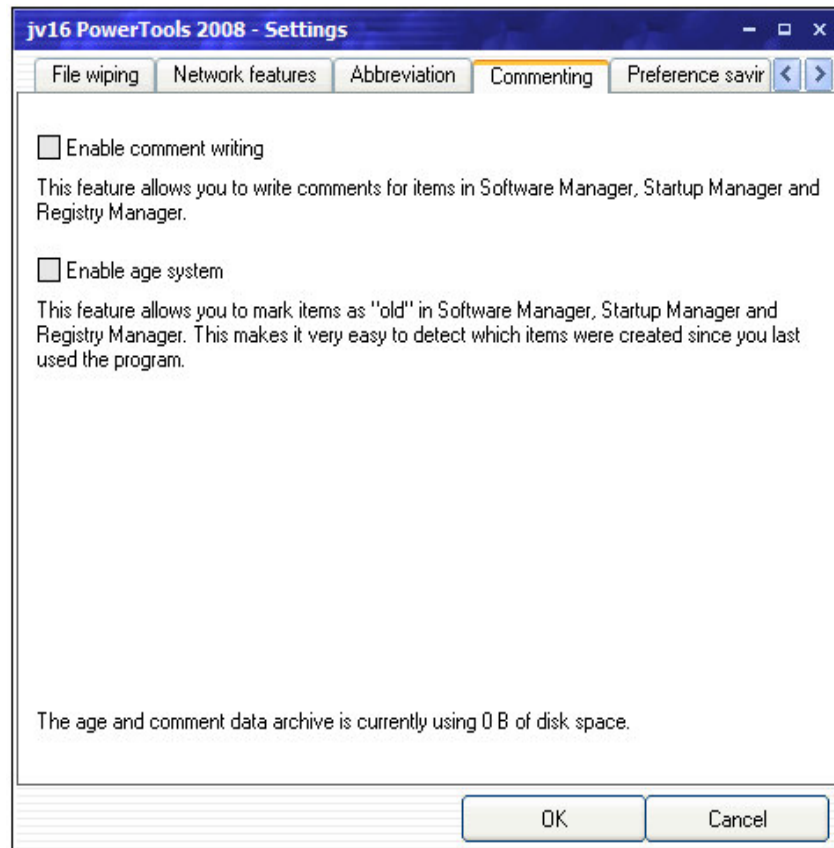 jv16 PowerTools 2008 - Settings
File wiping Network features Abbreviation Commenting Preference savir
Enable comment writing
This feature allows you to write comments for items in Software Manager, Startup Manager and
Registry Manager.
Enable age system
This feature allows you to mark items as "old" in Software Manager, Startup Manager and
Registry Manager. This makes it very easy to detect which items were created since you last
used the program.
The age and comment data archive is currently using 0 B of disk space.
OK Cancel